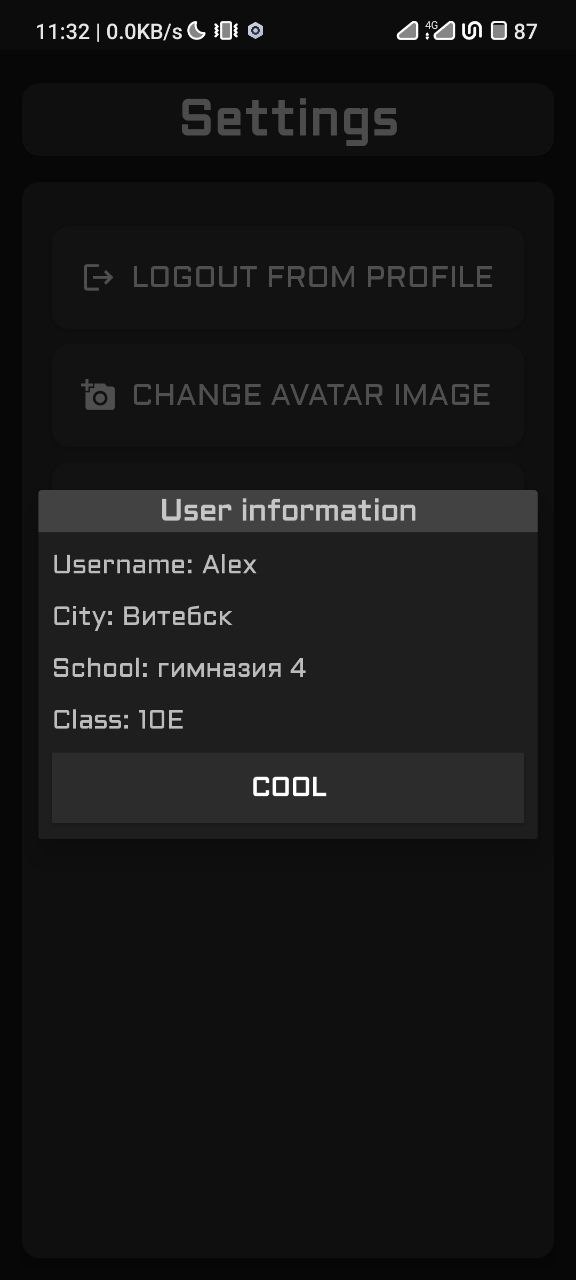 11:32 | 0.0KB/s 4G 87
Settings
LOGOUT FROM PROFILE
CHANGE AVATAR IMAGE
User information
Username: Alex
City: Витебск
School: гимназия 4
Class: 10E
COOL